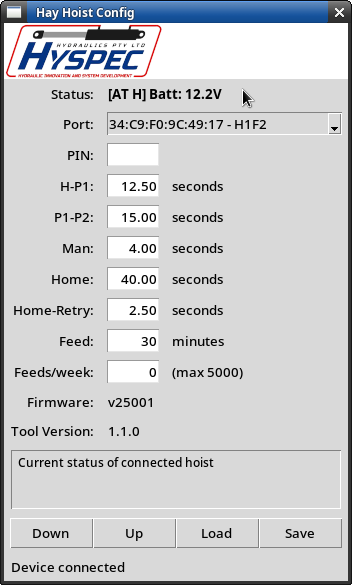 Hay Hoist Config
HYDRAULICS PTY LTD
HYSPEC
HYDRAULIC INNOVATION AND SYSTEM DEVELOPMENT
Status: [AT H] Batt: 12.2V
Port: 34:C9:F0:9C:49:17 - H1F2
PIN:
H-P1: 12.50 seconds
P1-P2: 15.00 seconds
Man: 4.00 seconds
Home: 40.00 seconds
Home-Retry: 2.50 seconds
Feed: 30 minutes
Feeds/week: 0 (max 5000)
Firmware: v25001
Tool Version: 1.1.0
Current status of connected hoist
Down Up Load Save
Device connected